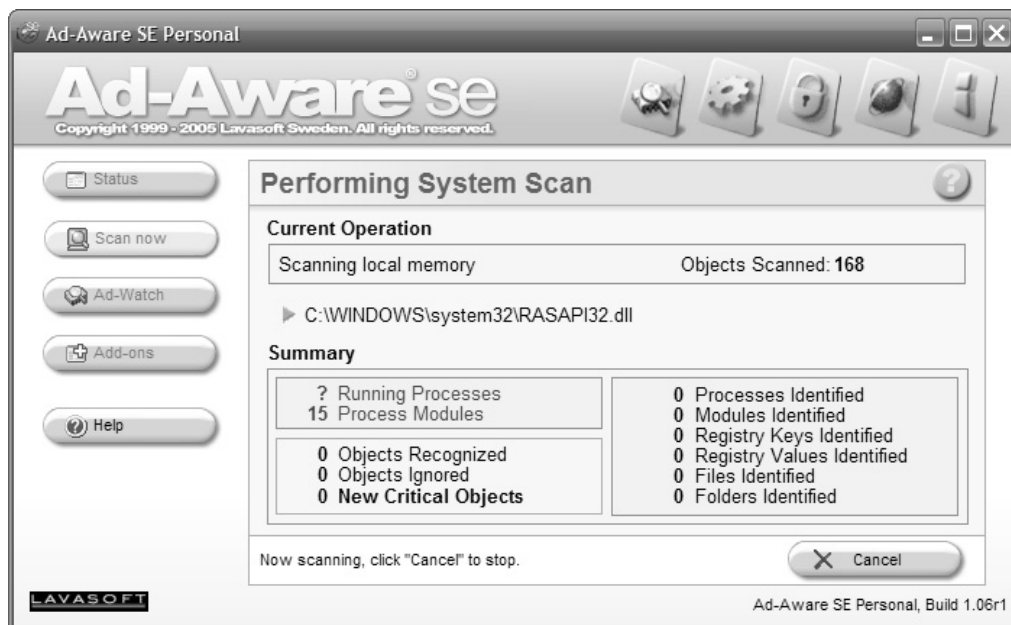 Ad-Aware SE Personal
Ad-Aware® se
Copyright 1999 - 2005 Lavasoft Sweden. All rights reserved.
Status
Scan now
Ad-Watch
Add-ons
Help
Performing System Scan
?
Current Operation
Scanning local memory Objects Scanned: 168
C:\WINDOWS\system32\RASAPI32.dll
Summary
? Running Processes
15 Process Modules
0 Objects Recognized
0 Objects Ignored
0 New Critical Objects
0 Processes Identified
0 Modules Identified
0 Registry Keys Identified
0 Registry Values Identified
0 Files Identified
0 Folders Identified
Now scanning, click "Cancel" to stop.
Cancel
LAVASOFT
Ad-Aware SE Personal, Build 1.06r1